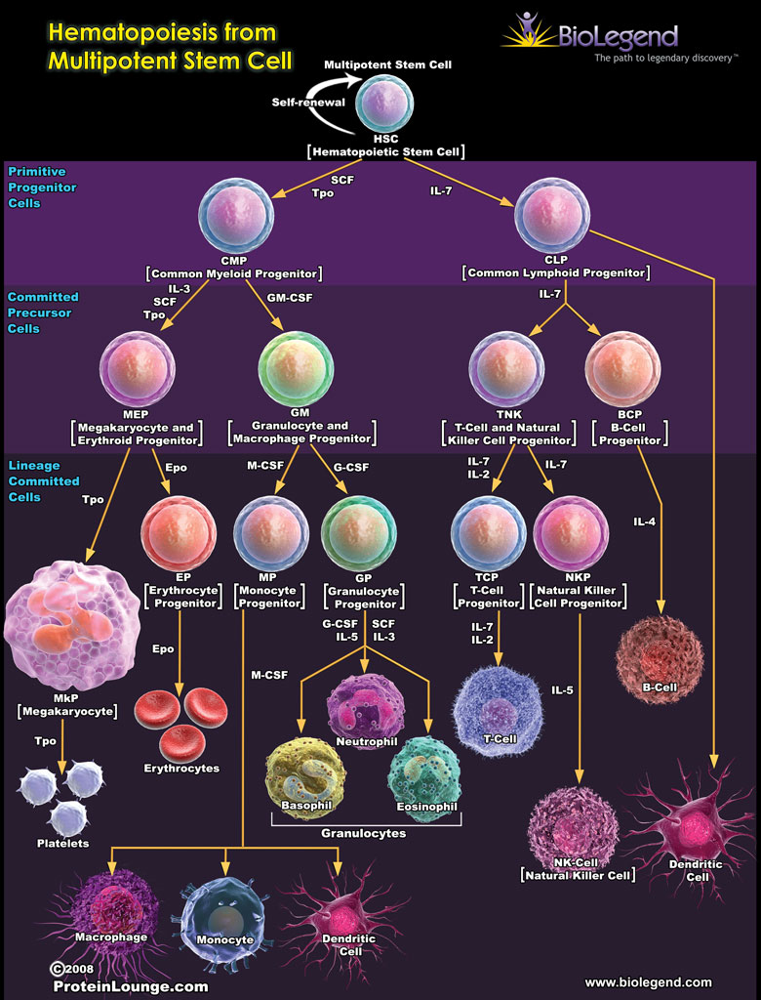 Hematopoiesis from
Multipotent Stem Cell
BioLegend
The path to legendary discovery™
Multipotent Stem Cell
Self-renewal
HSC
[Hematopoietic Stem Cell]
Primitive
Progenitor
Cells
SCF
Tpo
IL-7
CMP
[Common Myeloid Progenitor]
CLP
[Common Lymphoid Progenitor]
Committed
Precursor
Cells
IL-3
SCF
Tpo
GM-CSF
IL-7
MEP
[Megakaryocyte and
Erythroid Progenitor]
GM
[Granulocyte and
Macrophage Progenitor]
TNK
[T-Cell and Natural
Killer Cell Progenitor]
BCP
[B-Cell
Progenitor]
Lineage
Committed
Cells
Tpo
Epo
M-CSF
G-CSF
IL-7
IL-2
IL-7
IL-4
EP
[Erythrocyte
Progenitor]
MP
[Monocyte
Progenitor]
GP
[Granulocyte
Progenitor]
TCP
[T-Cell
Progenitor]
NKP
[Natural Killer
Cell Progenitor]
Epo
M-CSF
G-CSF
IL-5
SCF
IL-3
IL-7
IL-2
IL-5
B-Cell
MkP
[Megakaryocyte]
Tpo
Erythrocytes
Neutrophil
T-Cell
Basophil
Eosinophil
Granulocytes
Platelets
NK-Cell
[Natural Killer Cell]
Dendritic
Cell
Macrophage
Monocyte
Dendritic
Cell
©2008
ProteinLounge.com
www.biolegend.com